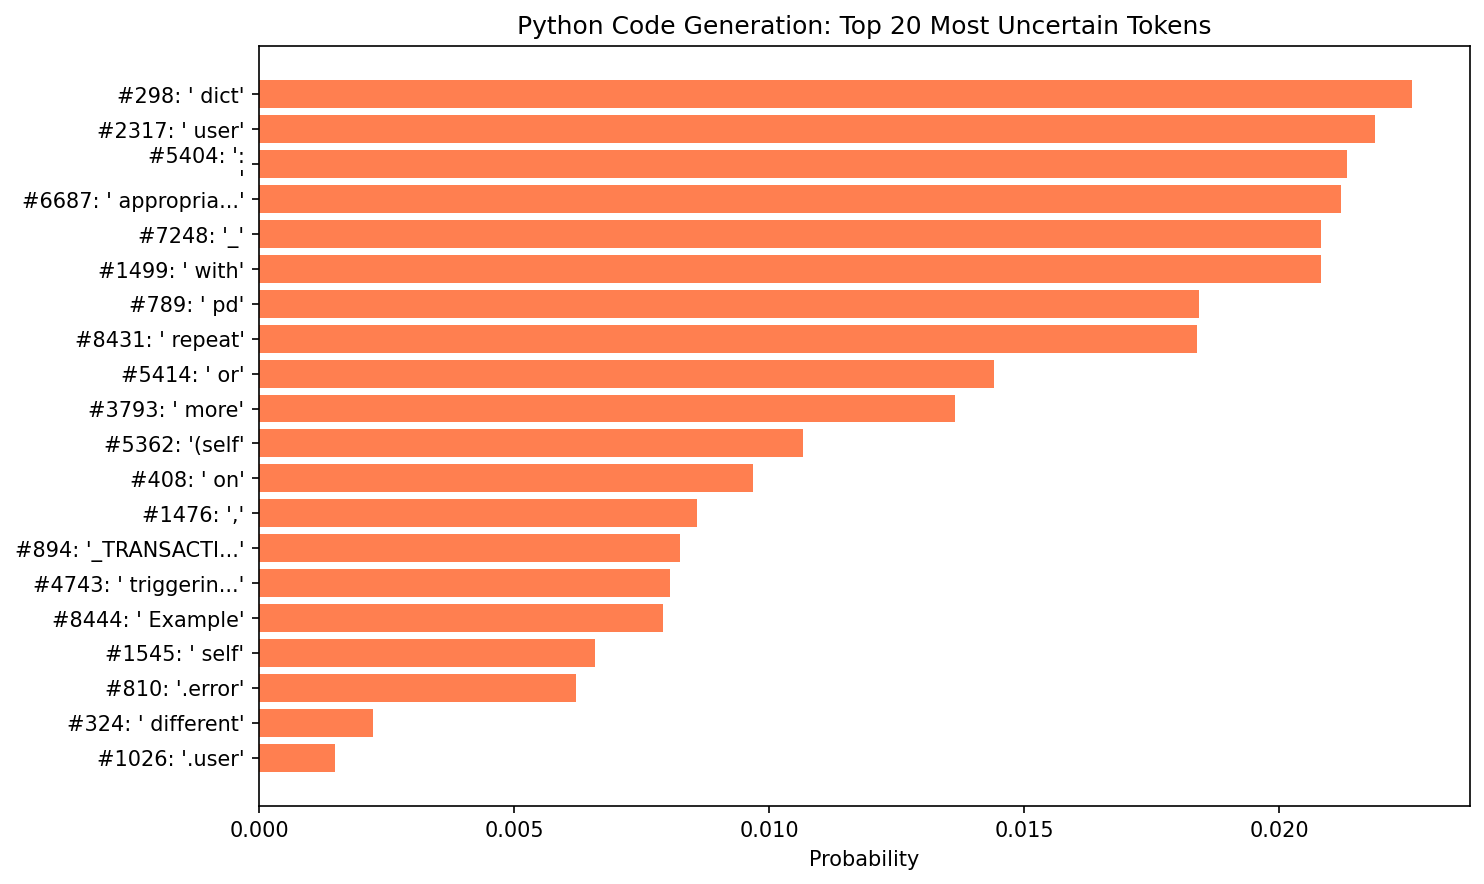 Python Code Generation: Top 20 Most Uncertain Tokens
#298: ' dict'
#2317: ' user'
#5404: ':
'
#6687: ' appropria...'
#7248: '_'
#1499: ' with'
#789: ' pd'
#8431: ' repeat'
#5414: ' or'
#3793: ' more'
#5362: '(self'
#408: ' on'
#1476: ','
#894: '_TRANSACTI...'
#4743: ' triggerin...'
#8444: ' Example'
#1545: ' self'
#810: '.error'
#324: ' different'
#1026: '.user'
0.000 0.005 0.010 0.015 0.020
Probability